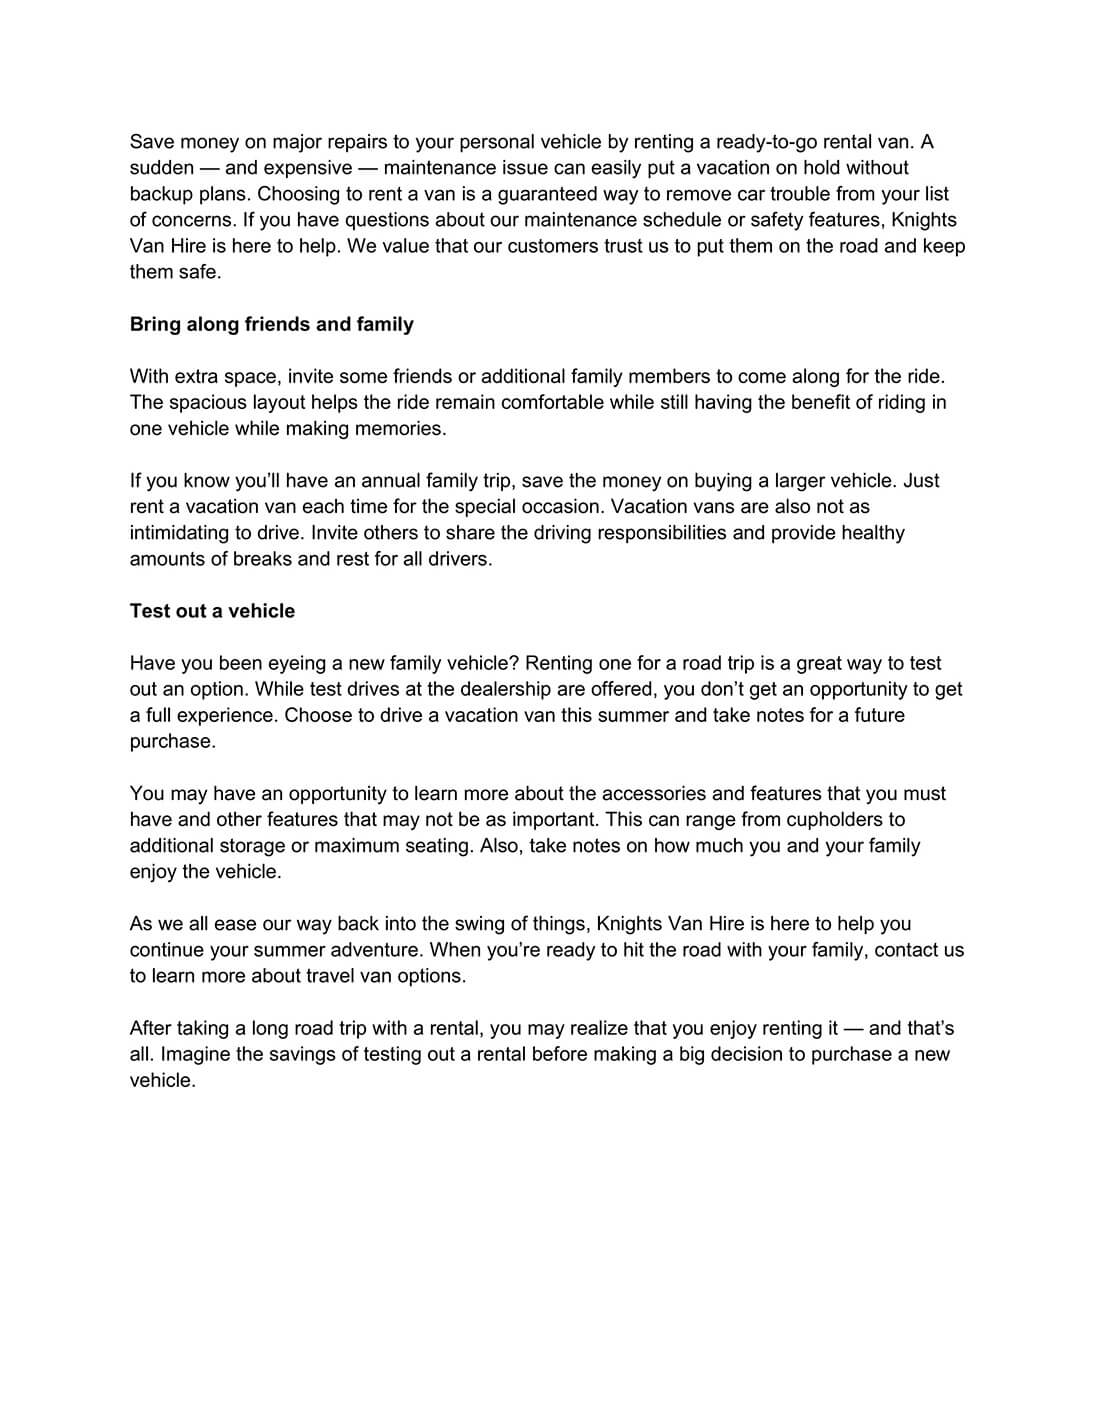 Save money on major repairs to your personal vehicle by renting a ready-to-go rental van. A
sudden — and expensive — maintenance issue can easily put a vacation on hold without
backup plans. Choosing to rent a van is a guaranteed way to remove car trouble from your list
of concerns. If you have questions about our maintenance schedule or safety features, Knights
Van Hire is here to help. We value that our customers trust us to put them on the road and keep
them safe.
Bring along friends and family
With extra space, invite some friends or additional family members to come along for the ride.
The spacious layout helps the ride remain comfortable while still having the benefit of riding in
one vehicle while making memories.
If you know you’ll have an annual family trip, save the money on buying a larger vehicle. Just
rent a vacation van each time for the special occasion. Vacation vans are also not as
intimidating to drive. Invite others to share the driving responsibilities and provide healthy
amounts of breaks and rest for all drivers.
Test out a vehicle
Have you been eyeing a new family vehicle? Renting one for a road trip is a great way to test
out an option. While test drives at the dealership are offered, you don’t get an opportunity to get
a full experience. Choose to drive a vacation van this summer and take notes for a future
purchase.
You may have an opportunity to learn more about the accessories and features that you must
have and other features that may not be as important. This can range from cupholders to
additional storage or maximum seating. Also, take notes on how much you and your family
enjoy the vehicle.
As we all ease our way back into the swing of things, Knights Van Hire is here to help you
continue your summer adventure. When you’re ready to hit the road with your family, contact us
to learn more about travel van options.
After taking a long road trip with a rental, you may realize that you enjoy renting it — and that’s
all. Imagine the savings of testing out a rental before making a big decision to purchase a new
vehicle.